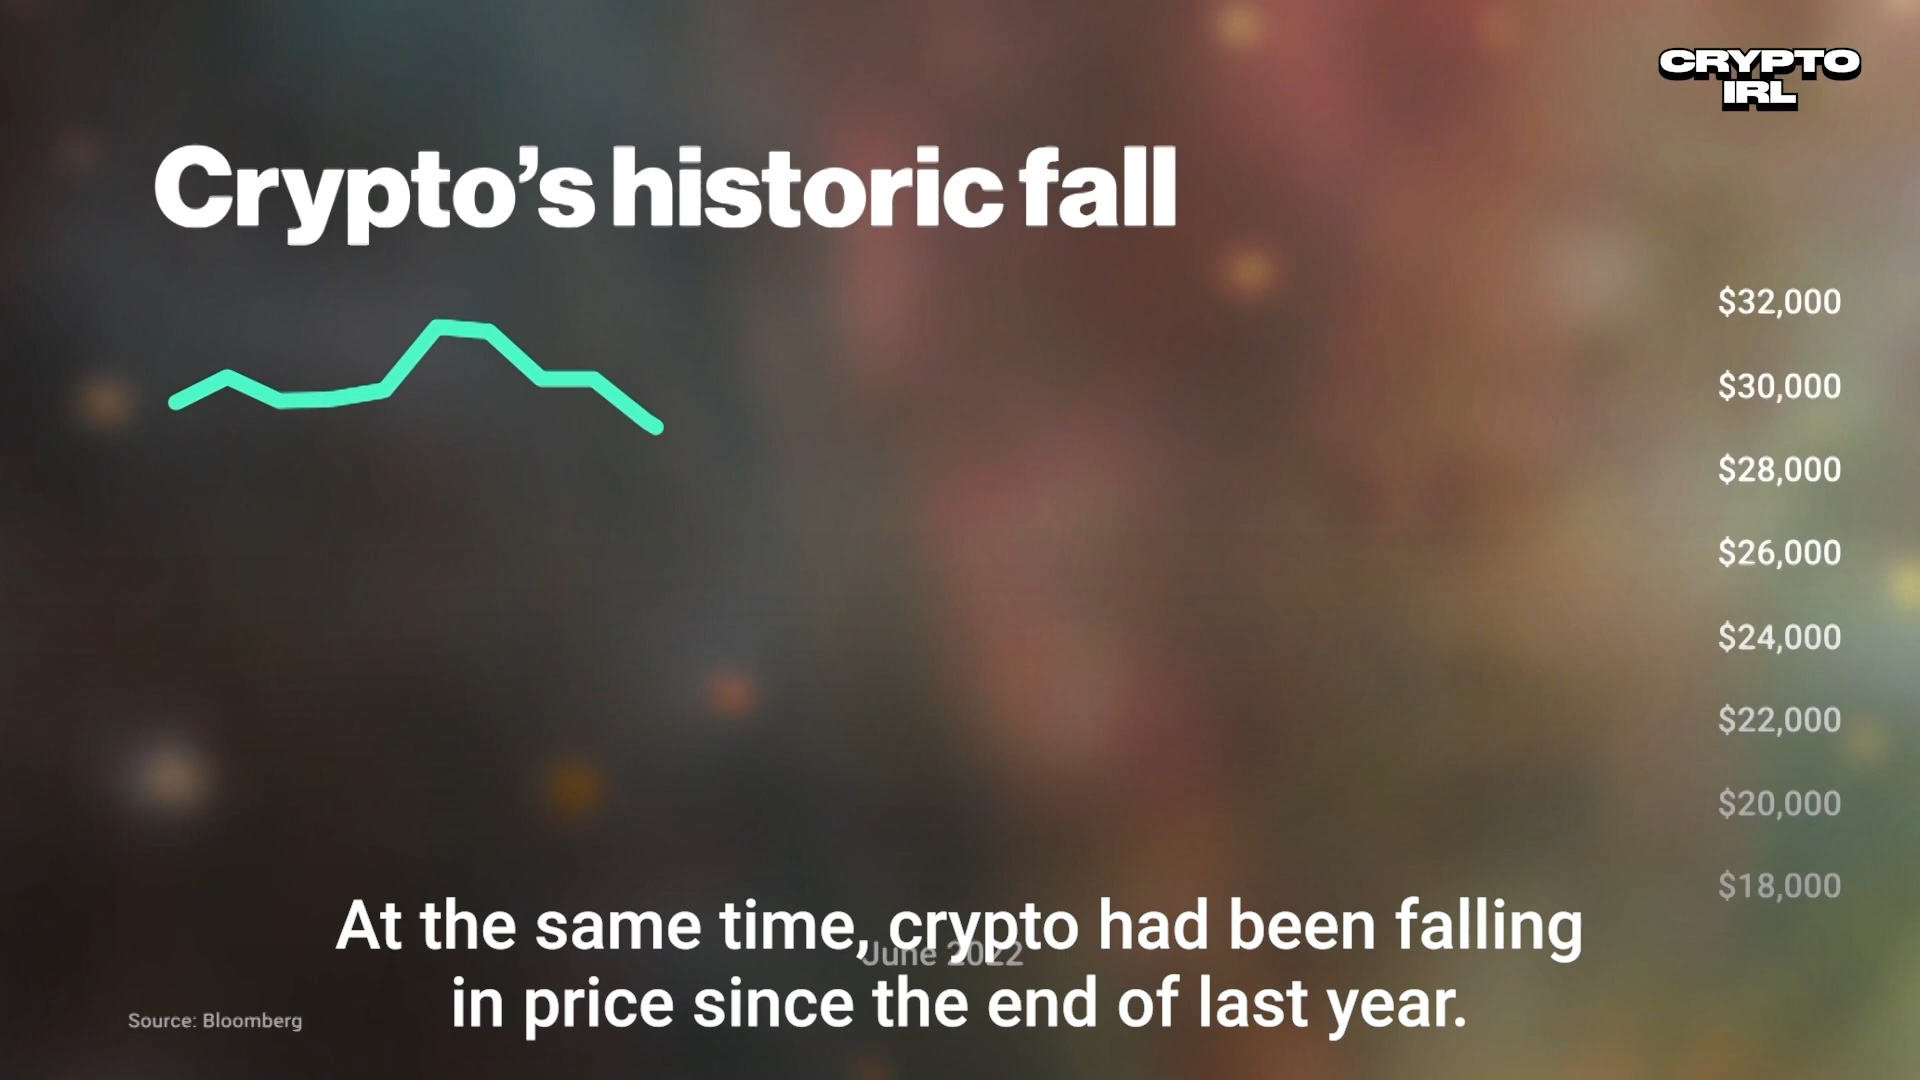 CRYPTO
IRL
Crypto’s historic fall
$32,000
$30,000
$28,000
$26,000
$24,000
$22,000
$20,000
$18,000
At the same time, crypto had been falling
June 2022
in price since the end of last year.
Source: Bloomberg